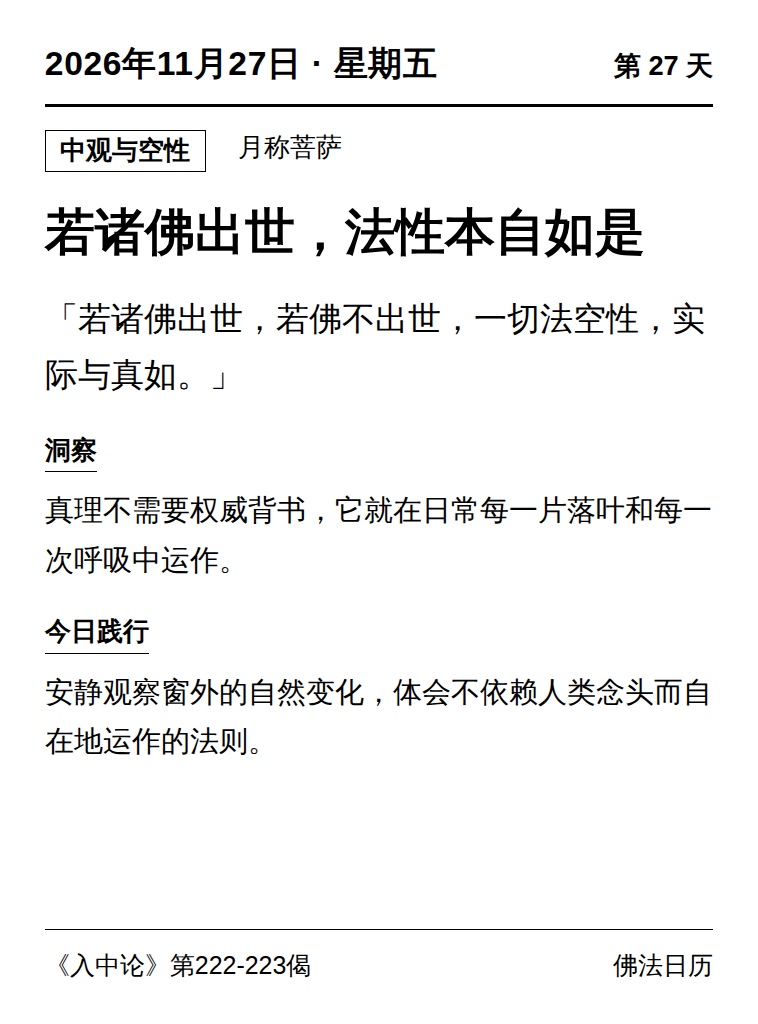 2026年11月27日 · 星期五
第 27 天
中观与空性
月称菩萨
若诸佛出世，法性本自如是
「若诸佛出世，若佛不出世，一切法空性，实
际与真如。」
洞察
真理不需要权威背书，它就在日常每一片落叶和每一
次呼吸中运作。
今日践行
安静观察窗外的自然变化，体会不依赖人类念头而自
在地运作的法则。
《入中论》第222-223偈
佛法日历